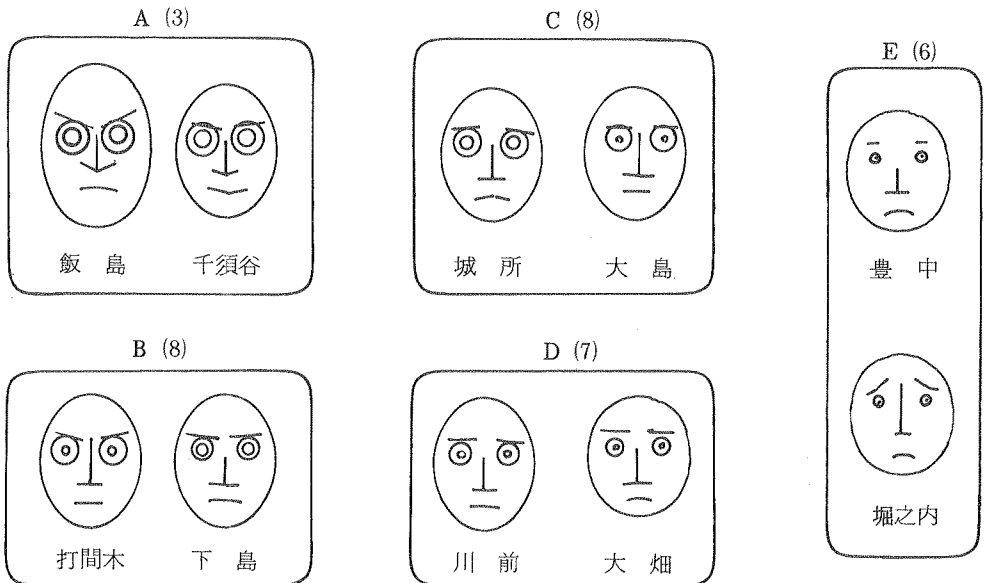 A (3)
飯島 千須谷
B (8)
打間木 下島
C (8)
城所 大島
D (7)
川前 大畑
E (6)
豊中
堀之内